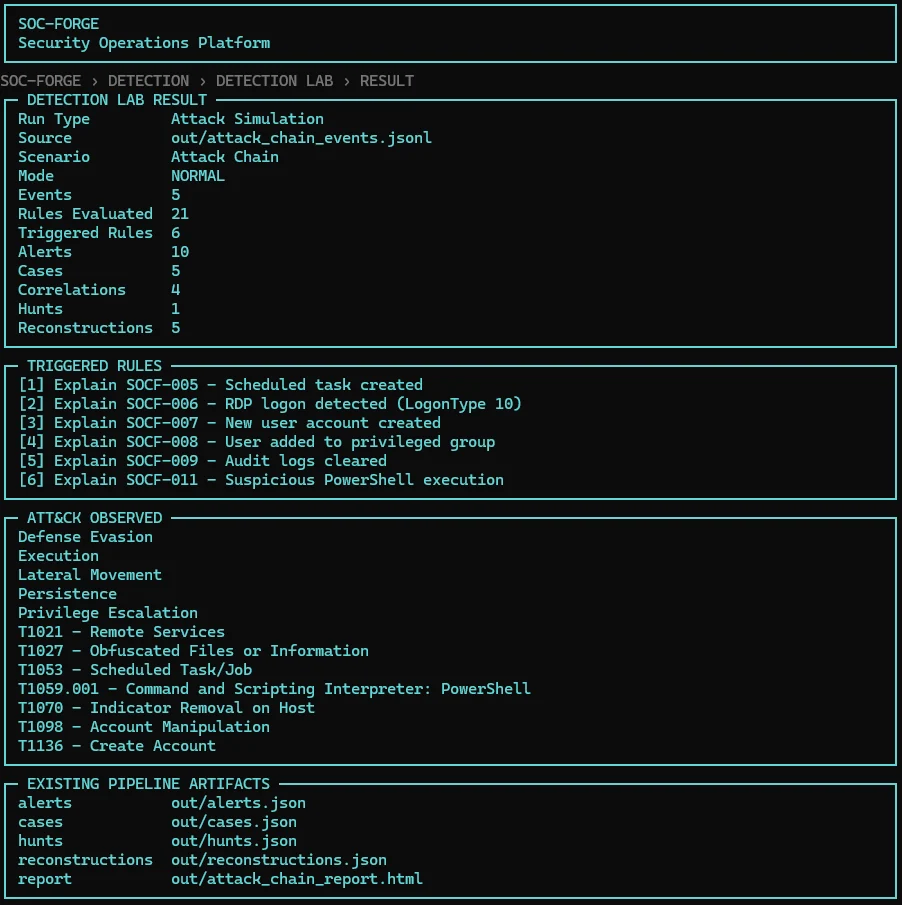 SOC-FORGE
Security Operations Platform
SOC-FORGE › DETECTION › DETECTION LAB › RESULT
DETECTION LAB RESULT
Run Type Attack Simulation
Source out/attack_chain_events.jsonl
Scenario Attack Chain
Mode NORMAL
Events 5
Rules Evaluated 21
Triggered Rules 6
Alerts 10
Cases 5
Correlations 4
Hunts 1
Reconstructions 5
TRIGGERED RULES
[1] Explain SOCF-005 - Scheduled task created
[2] Explain SOCF-006 - RDP logon detected (LogonType 10)
[3] Explain SOCF-007 - New user account created
[4] Explain SOCF-008 - User added to privileged group
[5] Explain SOCF-009 - Audit logs cleared
[6] Explain SOCF-011 - Suspicious PowerShell execution
ATT&CK OBSERVED
Defense Evasion
Execution
Lateral Movement
Persistence
Privilege Escalation
T1021 - Remote Services
T1027 - Obfuscated Files or Information
T1053 - Scheduled Task/Job
T1059.001 - Command and Scripting Interpreter: PowerShell
T1070 - Indicator Removal on Host
T1098 - Account Manipulation
T1136 - Create Account
EXISTING PIPELINE ARTIFACTS
alerts out/alerts.json
cases out/cases.json
hunts out/hunts.json
reconstructions out/reconstructions.json
report out/attack_chain_report.html